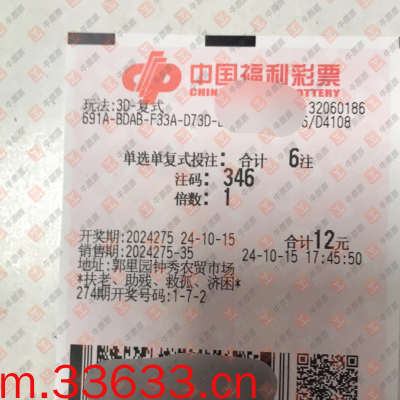 中国福利彩票
CHIN LOTTERY
玩法:3D-复式 32060186
691A-BDAB-F33A-D73D- /D4108
单选单复式投注: 合计 6注
注码: 346
倍数: 1
开奖期:2024275 24-10-15 合计12元
销售期:2024275-35 24-10-15 17:45:50
地址:郭里园钟秀农贸市场
*扶老、助残、救孤、济困*
274期开奖号码:1-7-2
m.33633.cn